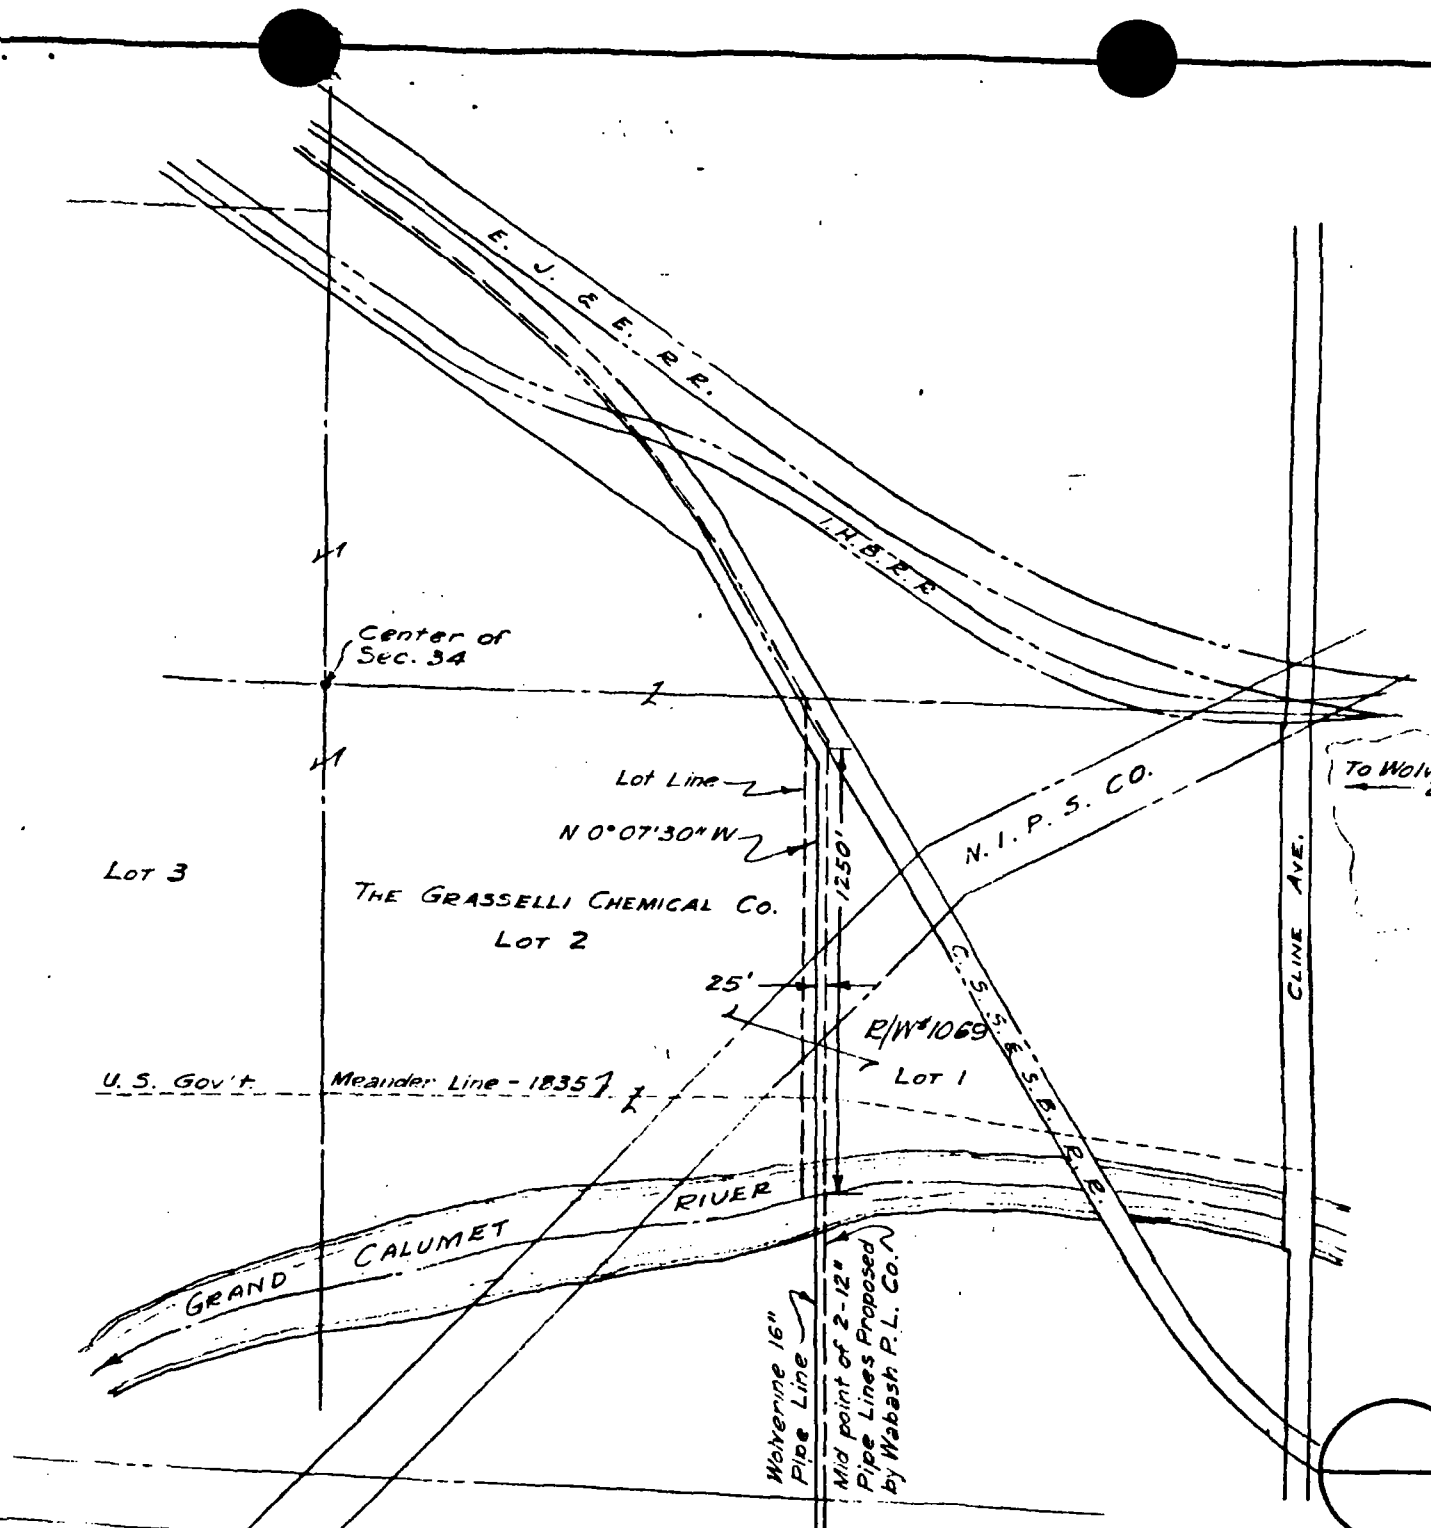 E. J. & E. R R.
I. H. B. R. R
Center of
Sec. 34
To
Lot Line
N. I. P. S. CO.
N 0°07'30" W
1250'
CLINE AVE.
LOT 3
THE GRASSELLI CHEMICAL CO.
LOT 2
C. S. S. & S. B. R. R.
25'
R/W#1069
LOT 1
U. S. Gov't. Meander Line - 1835
GRAND CALUMET RIVER
Wolverine 16"
Pipe Line
Mid point of 2-12"
Pipe Lines Proposed
by Wabash P. L. Co.